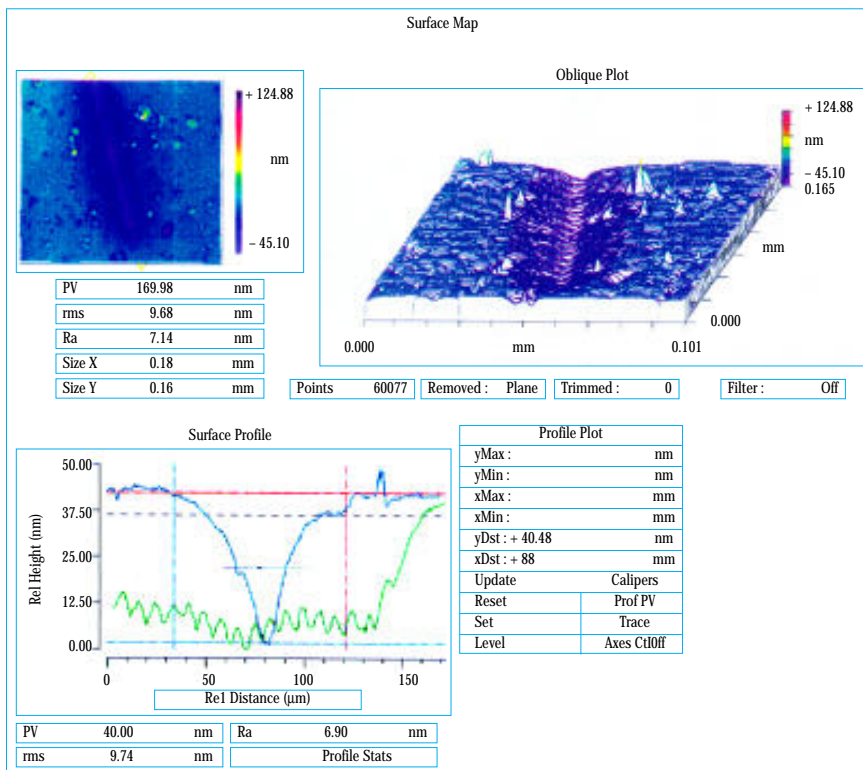 Surface Map
+ 124.88
nm
– 45.10
PV 169.98 nm
rms 9.68 nm
Ra 7.14 nm
Size X 0.18 mm
Size Y 0.16 mm
Oblique Plot
+ 124.88
nm
– 45.10
0.165
mm
0.000
0.000 mm 0.101
Points 60077 Removed : Plane Trimmed : 0 Filter : Off
Surface Profile
Rel Height (nm)
50.00
37.50
25.00
12.50
0.00
0 50 100 150
Re1 Distance (μm)
PV 40.00 nm Ra 6.90 nm
rms 9.74 nm Profile Stats
Profile Plot
yMax : nm
yMin : nm
xMax : mm
xMin : mm
yDst : + 40.48 nm
xDst : + 88 mm
Update Calipers
Reset Prof PV
Set Trace
Level Axes Ctl0ff